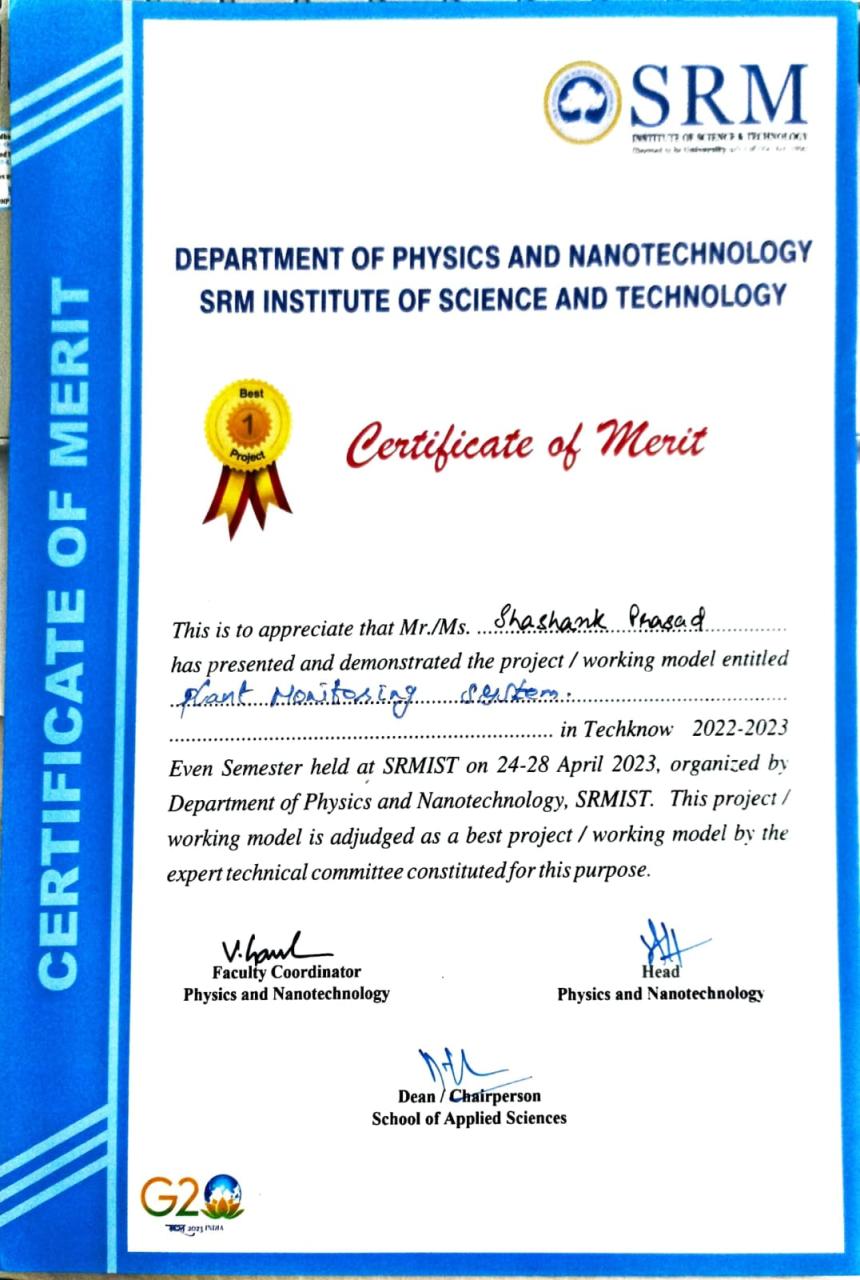 SRM
INSTITUTE OF SCIENCE & TECHNOLOGY
DEPARTMENT OF PHYSICS AND NANOTECHNOLOGY
SRM INSTITUTE OF SCIENCE AND TECHNOLOGY
CERTIFICATE OF MERIT
Best
1
Project
Certificate of Merit
This is to appreciate that Mr./Ms. Shashank Prasad
has presented and demonstrated the project / working model entitled
Plant Monitoring System.
in Techknow 2022-2023
Even Semester held at SRMIST on 24-28 April 2023, organized by
Department of Physics and Nanotechnology, SRMIST. This project /
working model is adjudged as a best project / working model by the
expert technical committee constituted for this purpose.
Faculty Coordinator
Physics and Nanotechnology
Head
Physics and Nanotechnology
Dean / Chairperson
School of Applied Sciences
G20
2023 INDIA